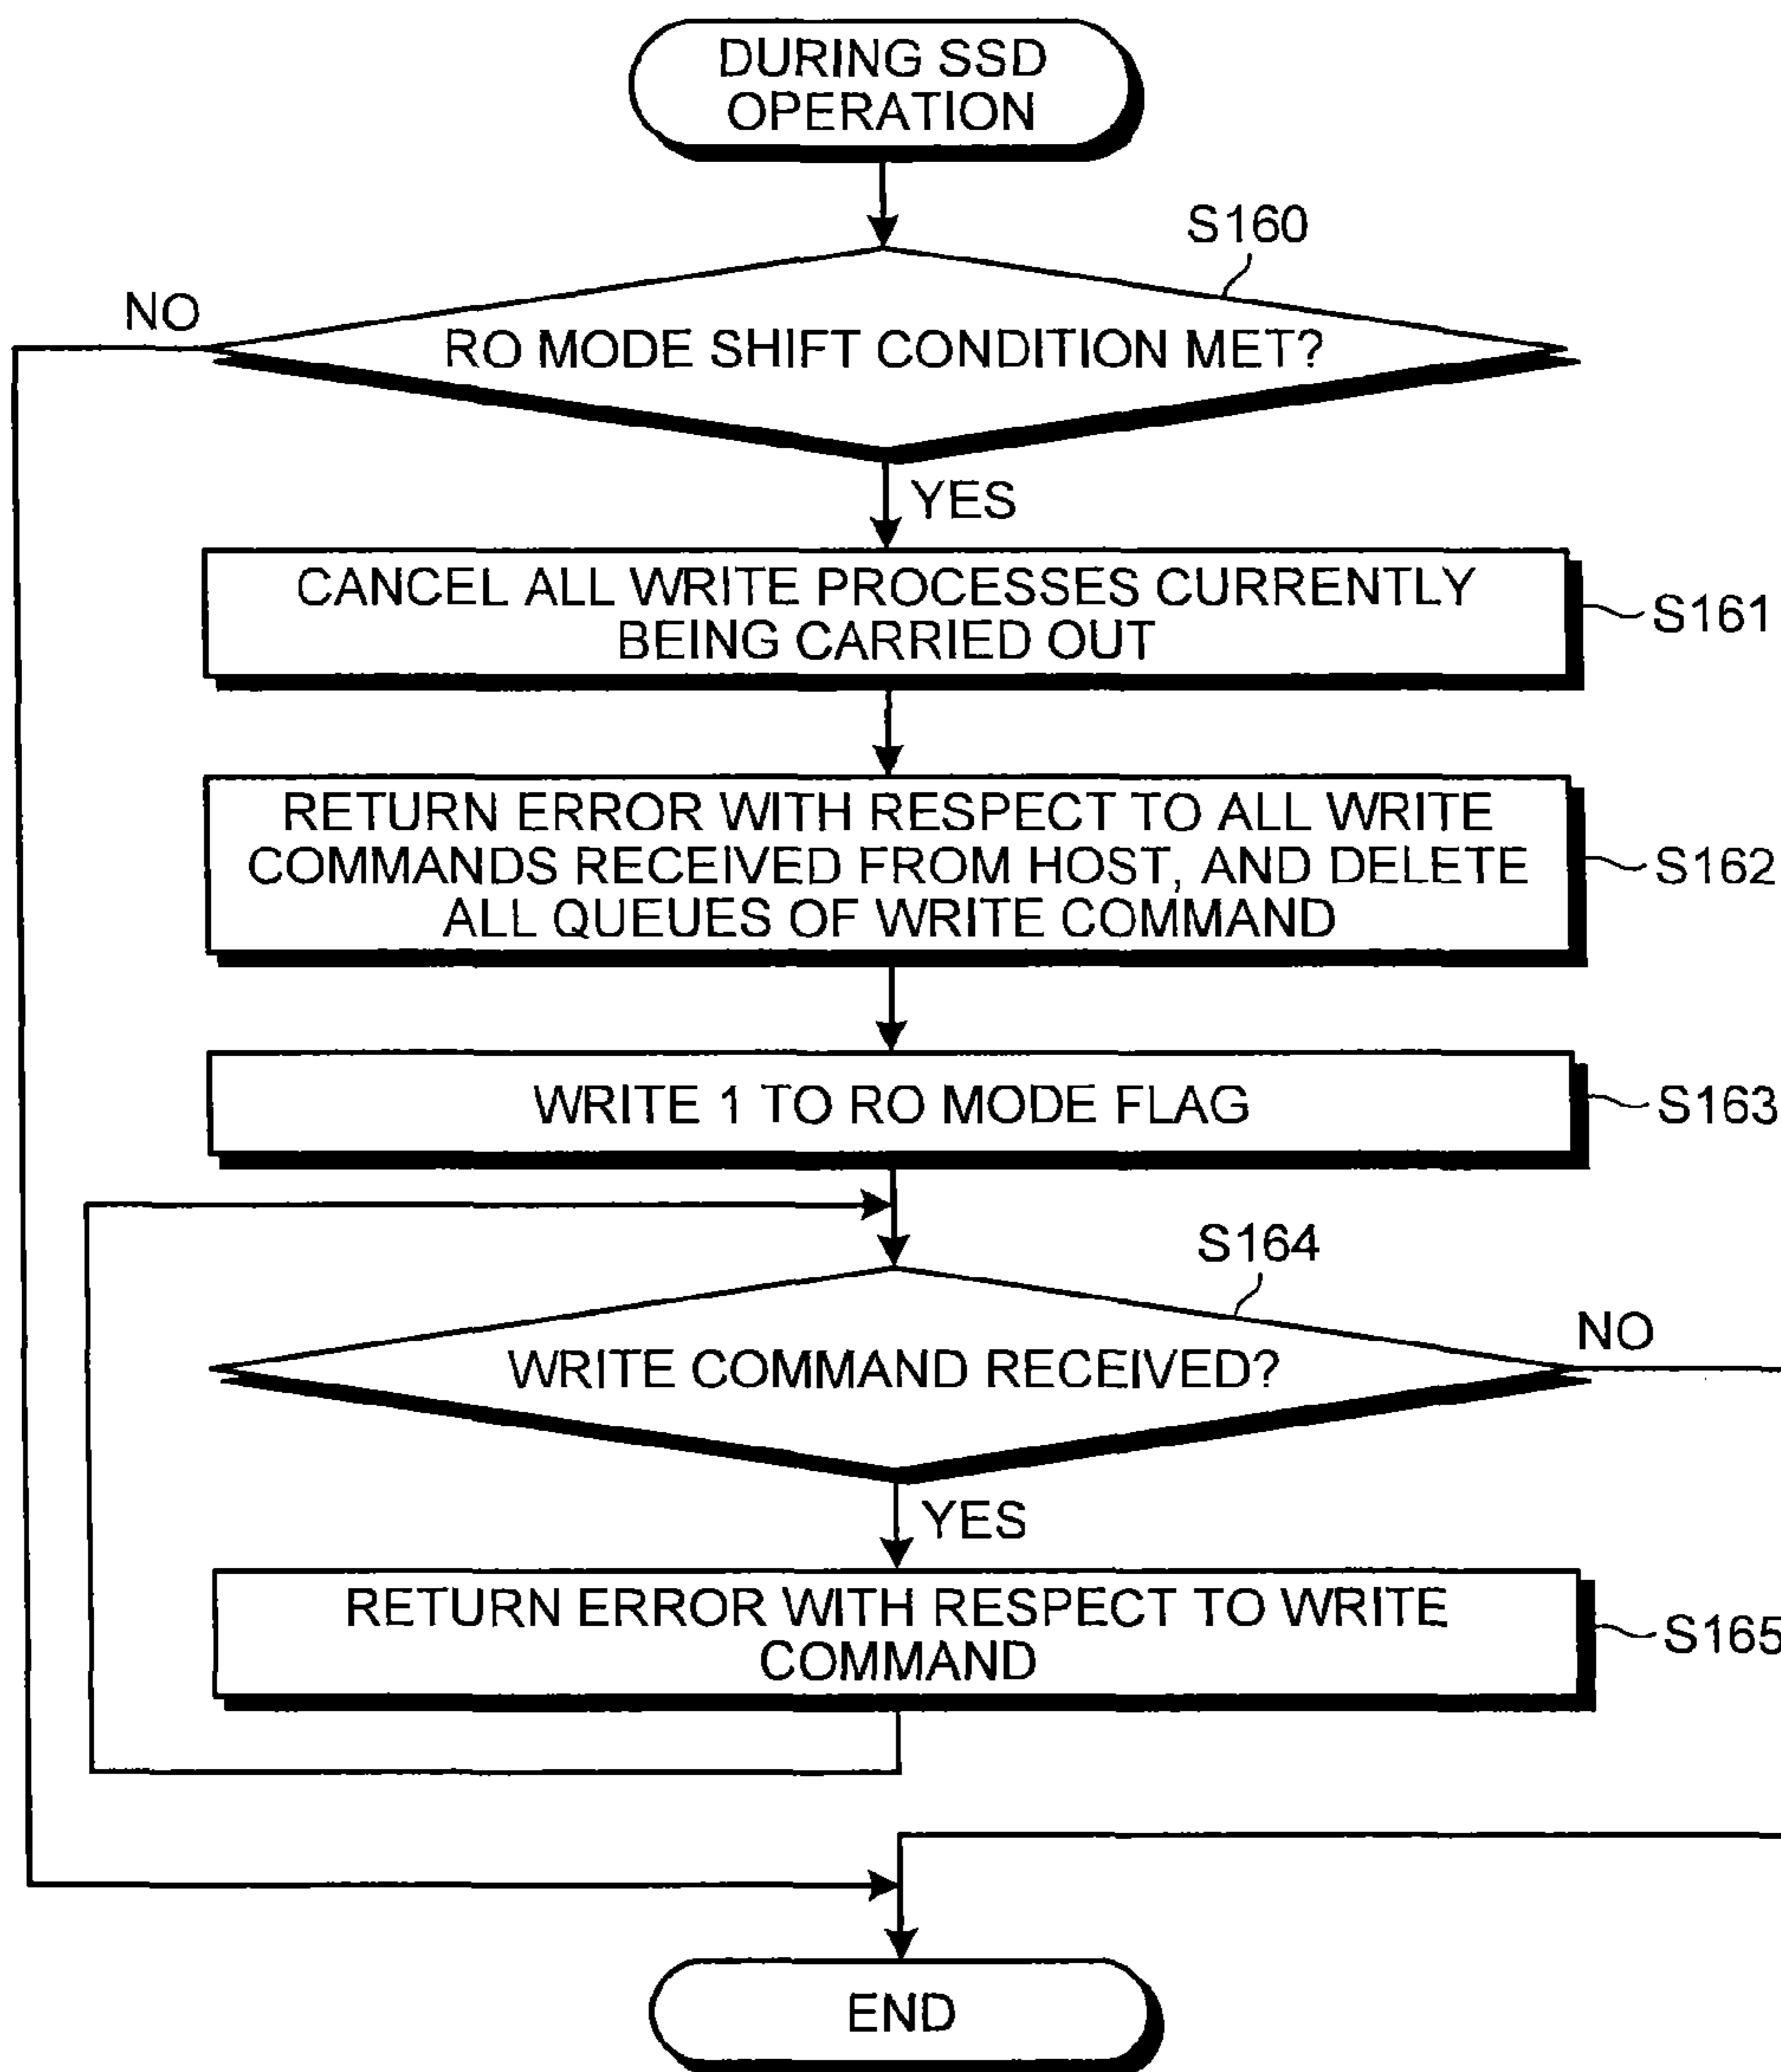 DURING SSD
OPERATION
S160
NO
RO MODE SHIFT CONDITION MET?
YES
CANCEL ALL WRITE PROCESSES CURRENTLY
BEING CARRIED OUT
S161
RETURN ERROR WITH RESPECT TO ALL WRITE
COMMANDS RECEIVED FROM HOST, AND DELETE
ALL QUEUES OF WRITE COMMAND
S162
WRITE 1 TO RO MODE FLAG
S163
S164
NO
WRITE COMMAND RECEIVED?
YES
RETURN ERROR WITH RESPECT TO WRITE
COMMAND
S165
END